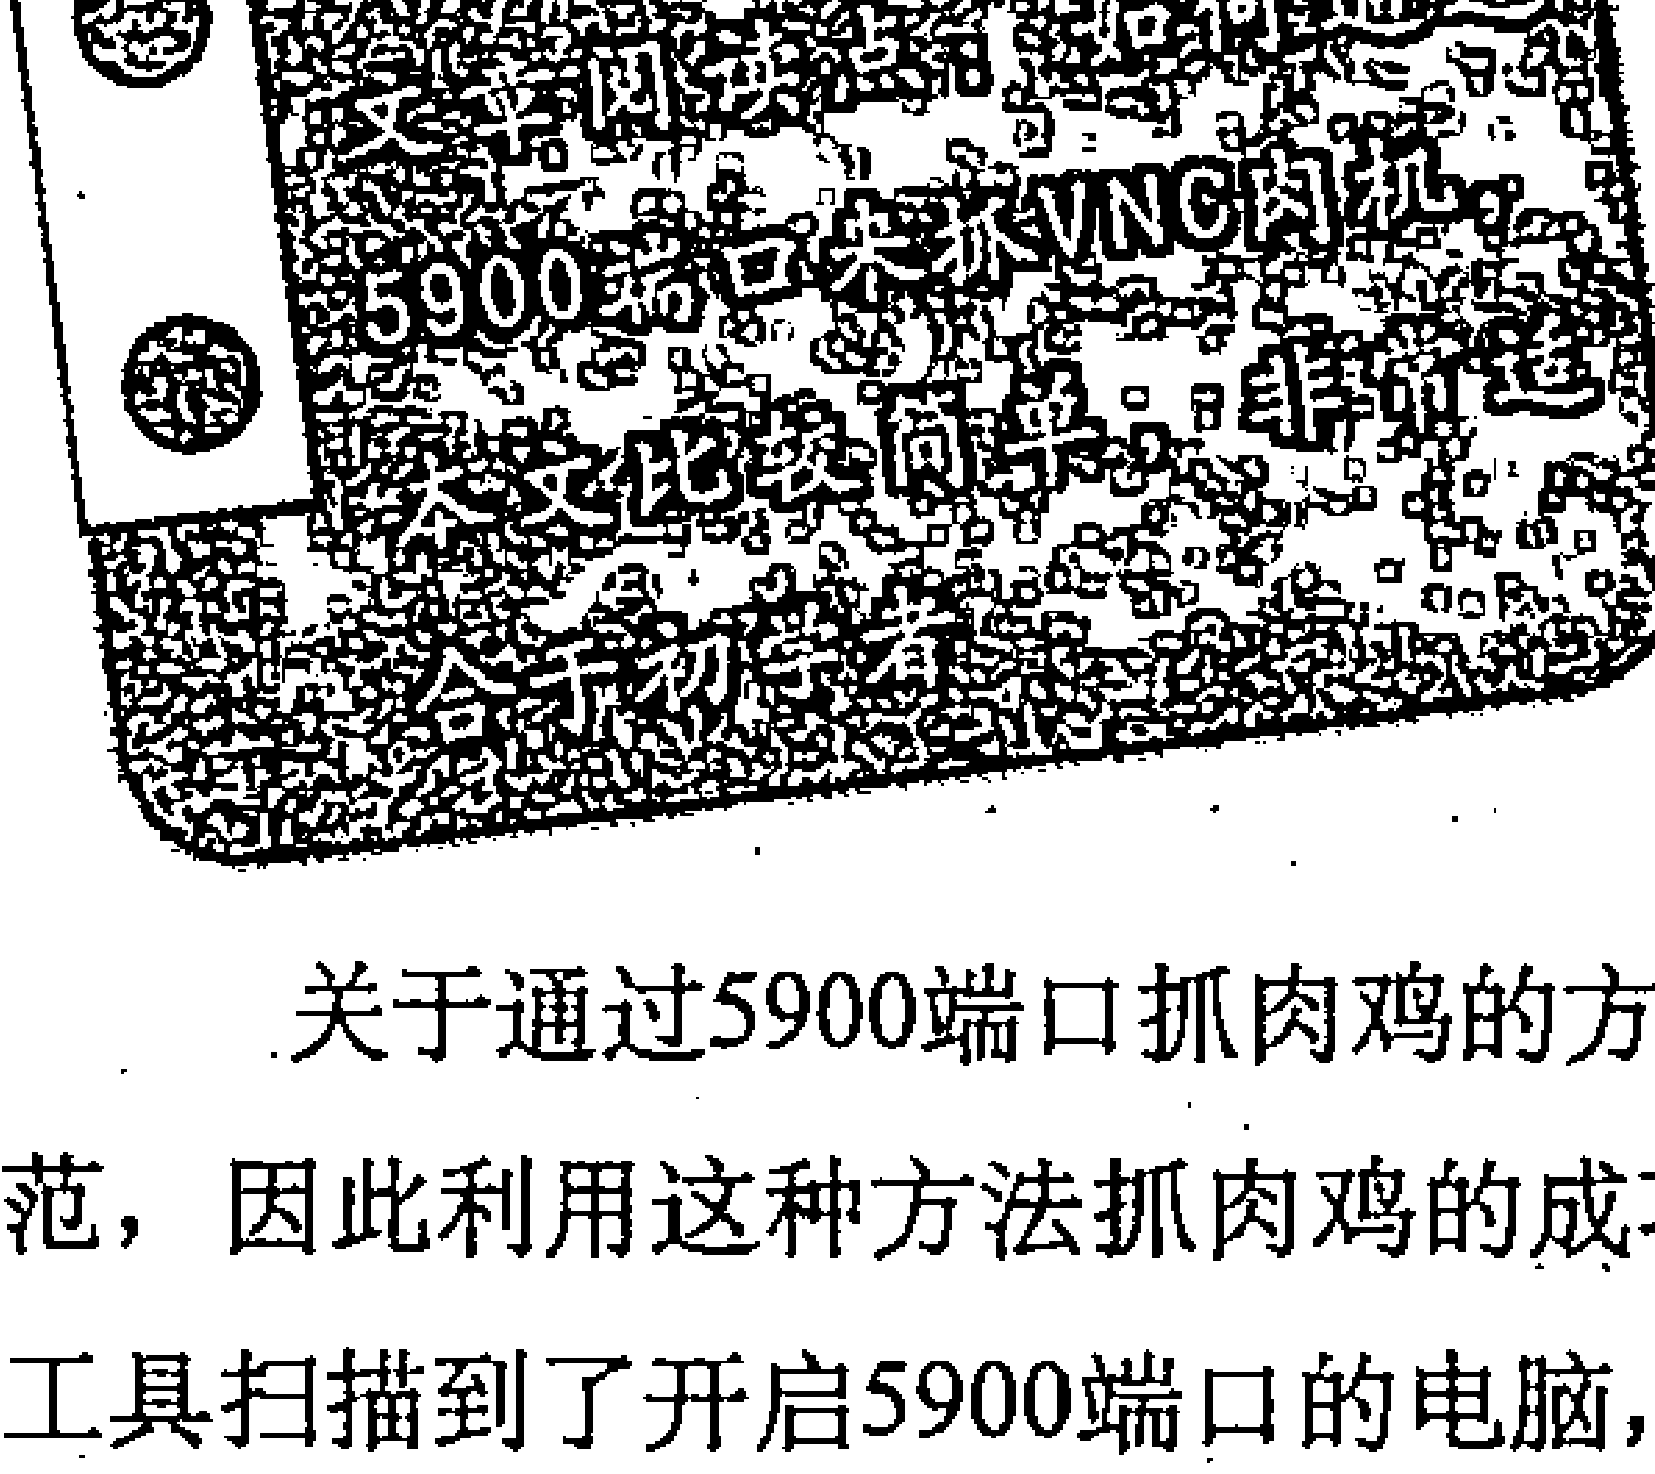 5900端口来抓VNC肉机
非常适
本文比较简单,
合于初学者
关于通过5900端口抓肉鸡的方
范，因此利用这种方法抓肉鸡的成
工具扫描到了开启5900端口的电脑，